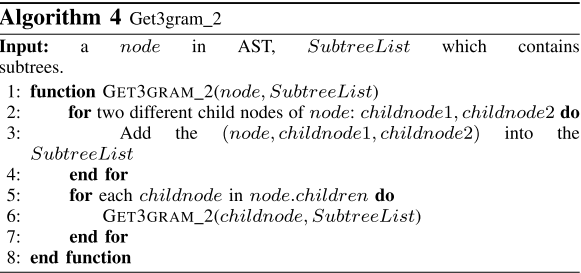 Algorithm 4 Get3gram_2
Input: a node in AST, SubtreeList which contains
subtrees.
1: function GET3GRAM_2(node, SubtreeList)
2: for two different child nodes of node: childnode1, childnode2 do
3: Add the (node, childnode1, childnode2) into the
SubtreeList
4: end for
5: for each childnode in node.children do
6: GET3GRAM_2(childnode, SubtreeList)
7: end for
8: end function